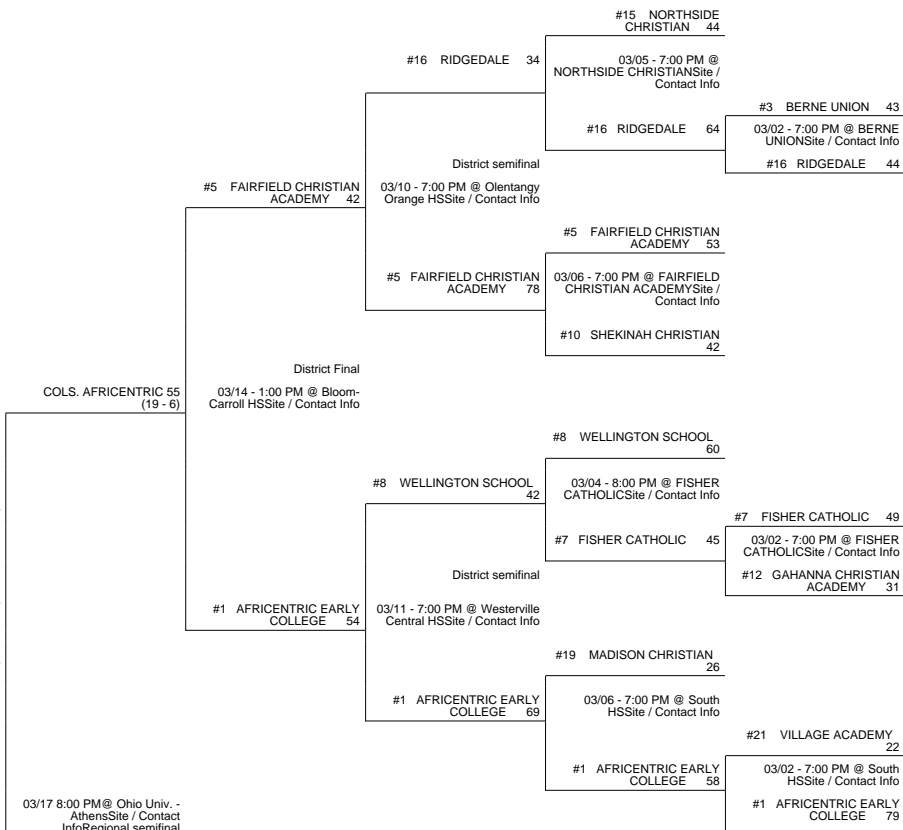 #15 NORTHSIDE
CHRISTIAN 44
#16 RIDGEDALE 34
03/05 - 7:00 PM @
NORTHSIDE CHRISTIANSite /
Contact Info
#3 BERNE UNION 43
#16 RIDGEDALE 64
03/02 - 7:00 PM @ BERNE
UNIONSite / Contact Info
District semifinal
#16 RIDGEDALE 44
#5 FAIRFIELD CHRISTIAN
ACADEMY 42
03/10 - 7:00 PM @ Olentangy
Orange HSSite / Contact Info
#5 FAIRFIELD CHRISTIAN
ACADEMY 53
#5 FAIRFIELD CHRISTIAN
ACADEMY 78
03/06 - 7:00 PM @ FAIRFIELD
CHRISTIAN ACADEMYSite /
Contact Info
#10 SHEKINAH CHRISTIAN
42
District Final
COLS. AFRICENTRIC 55
(19 - 6)
03/14 - 1:00 PM @ Bloom-
Carroll HSSite / Contact Info
#8 WELLINGTON SCHOOL
60
#8 WELLINGTON SCHOOL
42
03/04 - 8:00 PM @ FISHER
CATHOLICSite / Contact Info
#7 FISHER CATHOLIC 49
#7 FISHER CATHOLIC 45
03/02 - 7:00 PM @ FISHER
CATHOLICSite / Contact Info
District semifinal
#12 GAHANNA CHRISTIAN
ACADEMY 31
#1 AFRICENTRIC EARLY
COLLEGE 54
03/11 - 7:00 PM @ Westerville
Central HSSite / Contact Info
#19 MADISON CHRISTIAN
26
#1 AFRICENTRIC EARLY
COLLEGE 69
03/06 - 7:00 PM @ South
HSSite / Contact Info
#21 VILLAGE ACADEMY
22
#1 AFRICENTRIC EARLY
COLLEGE 58
03/02 - 7:00 PM @ South
HSSite / Contact Info
03/17 8:00 PM@ Ohio Univ. -
AthensSite / Contact
InfoRegional semifinal
#1 AFRICENTRIC EARLY
COLLEGE 79